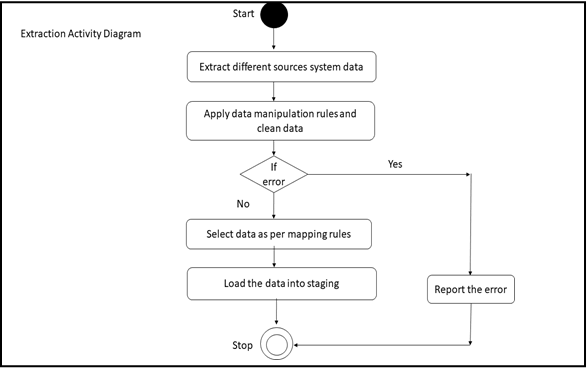 Start
Extraction Activity Diagram
Extract different sources system data
Apply data manipulation rules and
clean data
If
error
Yes
No
Select data as per mapping rules
Load the data into staging
Report the error
Stop